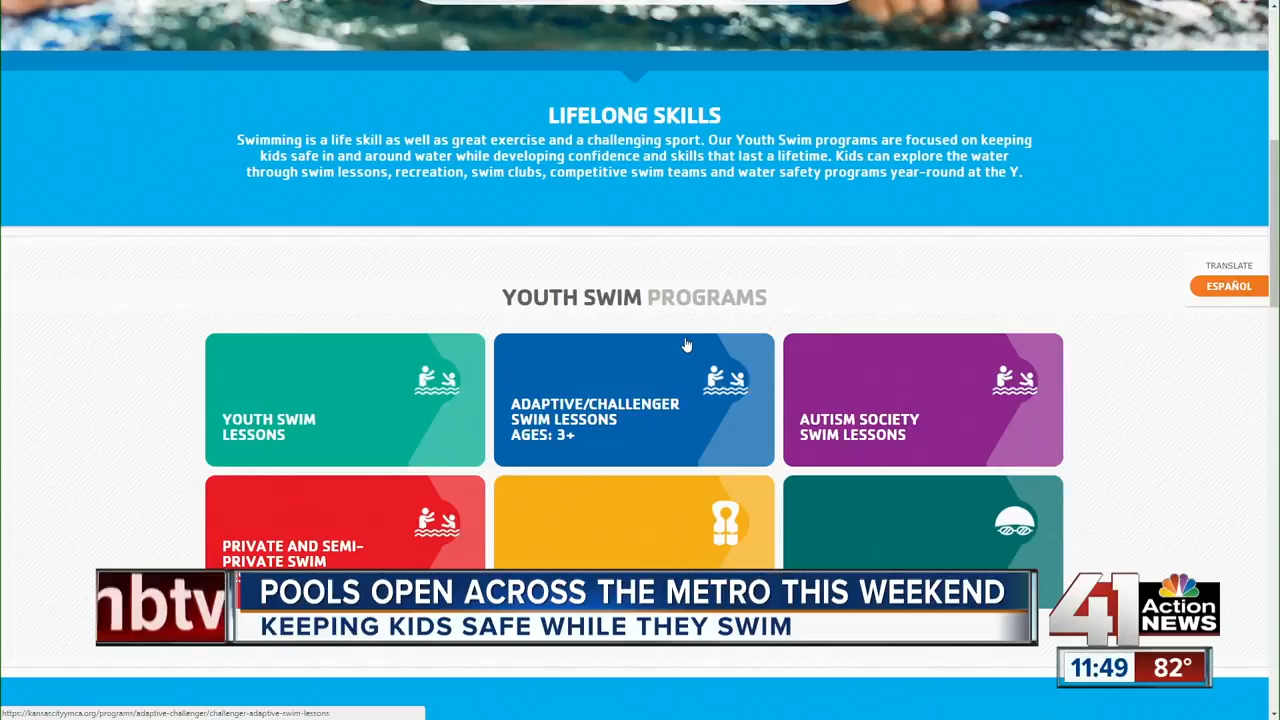 LIFELONG SKILLS
Swimming is a life skill as well as great exercise and a challenging sport. Our Youth Swim programs are focused on keeping
kids safe in and around water while developing confidence and skills that last a lifetime. Kids can explore the water
through swim lessons, recreation, swim clubs, competitive swim teams and water safety programs year-round at the Y.
TRANSLATE
ESPAÑOL
YOUTH SWIM PROGRAMS
YOUTH SWIM
LESSONS
ADAPTIVE/CHALLENGER
SWIM LESSONS
AGES: 3+
AUTISM SOCIETY
SWIM LESSONS
PRIVATE AND SEMI-
PRIVATE SWIM
nbtv
POOLS OPEN ACROSS THE METRO THIS WEEKEND
KEEPING KIDS SAFE WHILE THEY SWIM
41
Action
NEWS
11:49 82°
https://kansascityymca.org/programs/adaptive-challenger/challenger-adaptive-swim-lessons